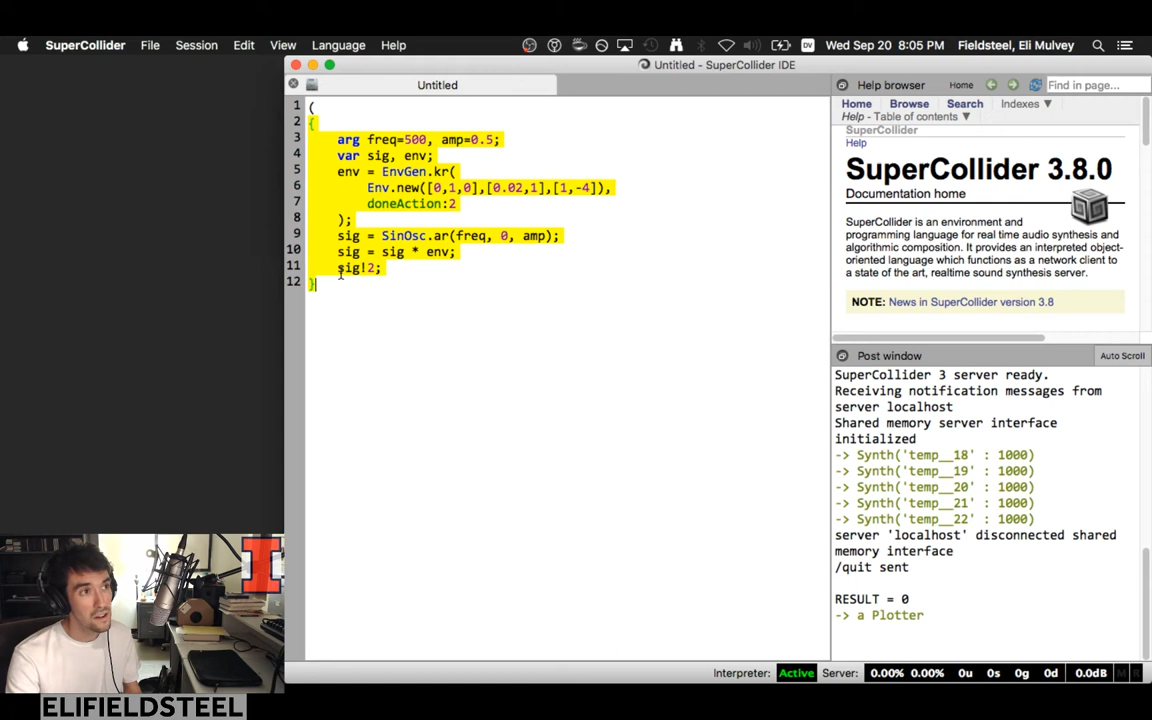 SuperCollider File Session Edit View Language Help DV Wed Sep 20 8:05 PM Fieldsteel, Eli Mulvey
Untitled - SuperCollider IDE
Untitled
1 (
2 {
3 arg freq=500, amp=0.5;
4 var sig, env;
5 env = EnvGen.kr(
6 Env.new([0,1,0],[0.02,1],[1,-4]),
7 doneAction:2
8 );
9 sig = SinOsc.ar(freq, 0, amp);
10 sig = sig * env;
11 sig!2;
12 }
Help browser Home Find in page...
Home Browse Search Indexes ▼
Help - Table of contents ▼
SuperCollider
Help
SuperCollider 3.8.0
Documentation home
SuperCollider is an environment and
programming language for real time audio synthesis and
algorithmic composition. It provides an interpreted object-
oriented language which functions as a network client to
a state of the art, realtime sound synthesis server.
NOTE: News in SuperCollider version 3.8
Post window Auto Scroll
SuperCollider 3 server ready.
Receiving notification messages from
server localhost
Shared memory server interface
initialized
-> Synth('temp__18' : 1000)
-> Synth('temp__19' : 1000)
-> Synth('temp__20' : 1000)
-> Synth('temp__21' : 1000)
-> Synth('temp__22' : 1000)
server 'localhost' disconnected shared
memory interface
/quit sent
RESULT = 0
-> a Plotter
Interpreter: Active Server: 0.00% 0.00% 0u 0s 0g 0d 0.0dB M R
ELIFIELDSTEEL